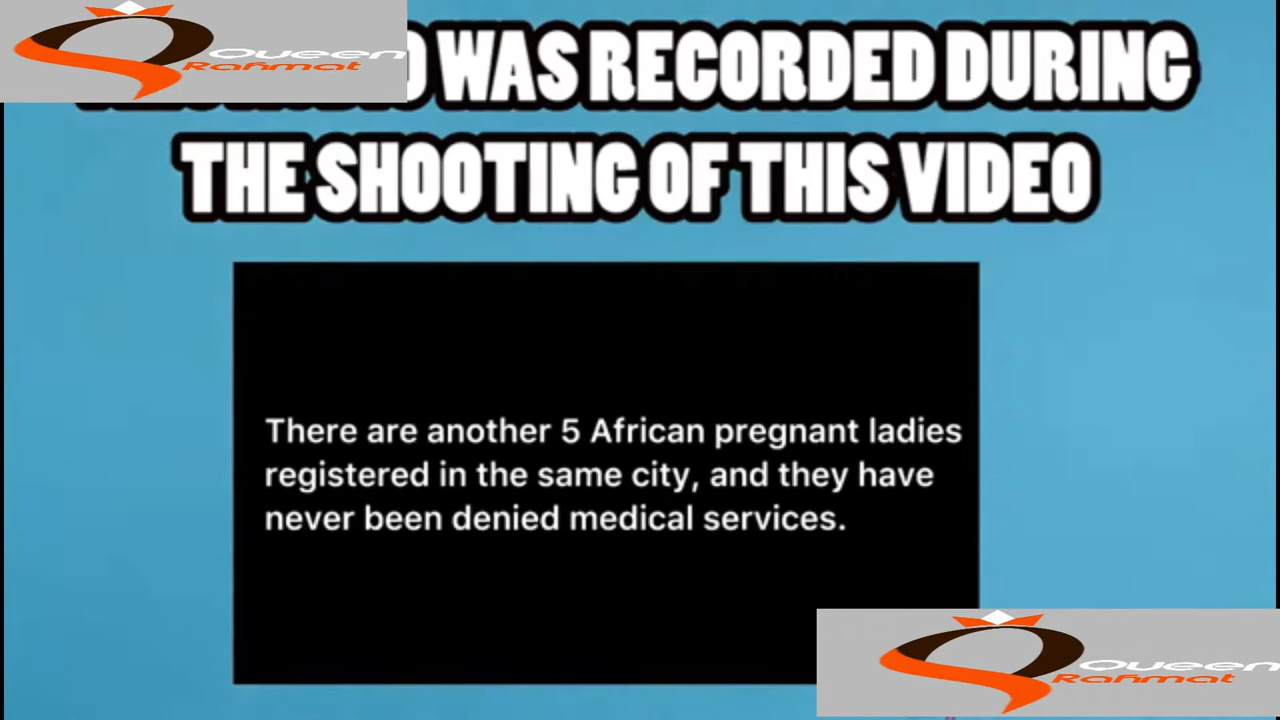 Queen
Rahmat
WAS RECORDED DURING
THE SHOOTING OF THIS VIDEO
There are another 5 African pregnant ladies
registered in the same city, and they have
never been denied medical services.
Queen
Rahmat